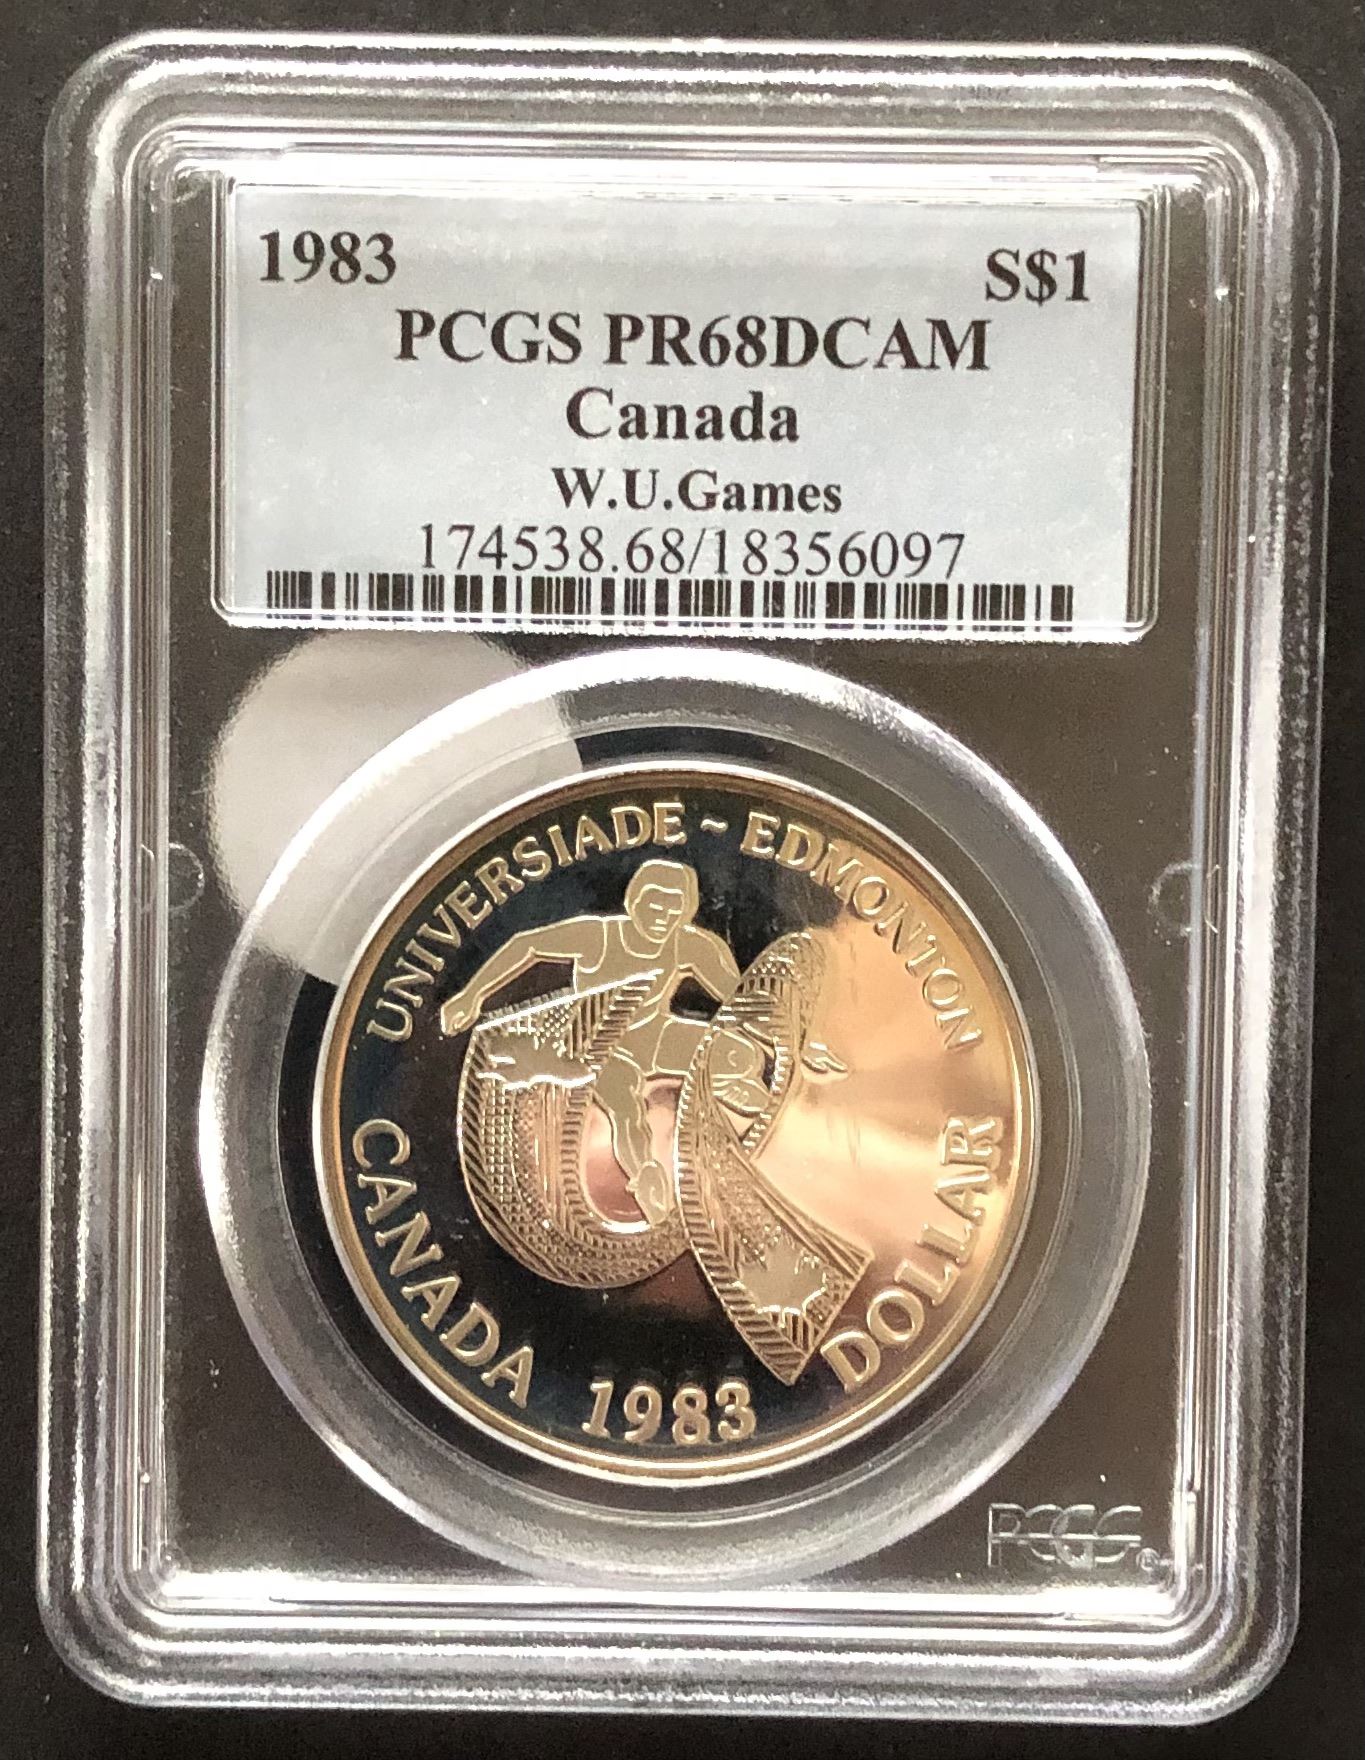 1983 S$1
PCGS PR68DCAM
Canada
W.U.Games
174538.68/18356097
UNIVERSIADE ~ EDMONTON
CANADA 1983 DOLLAR
PCGS®